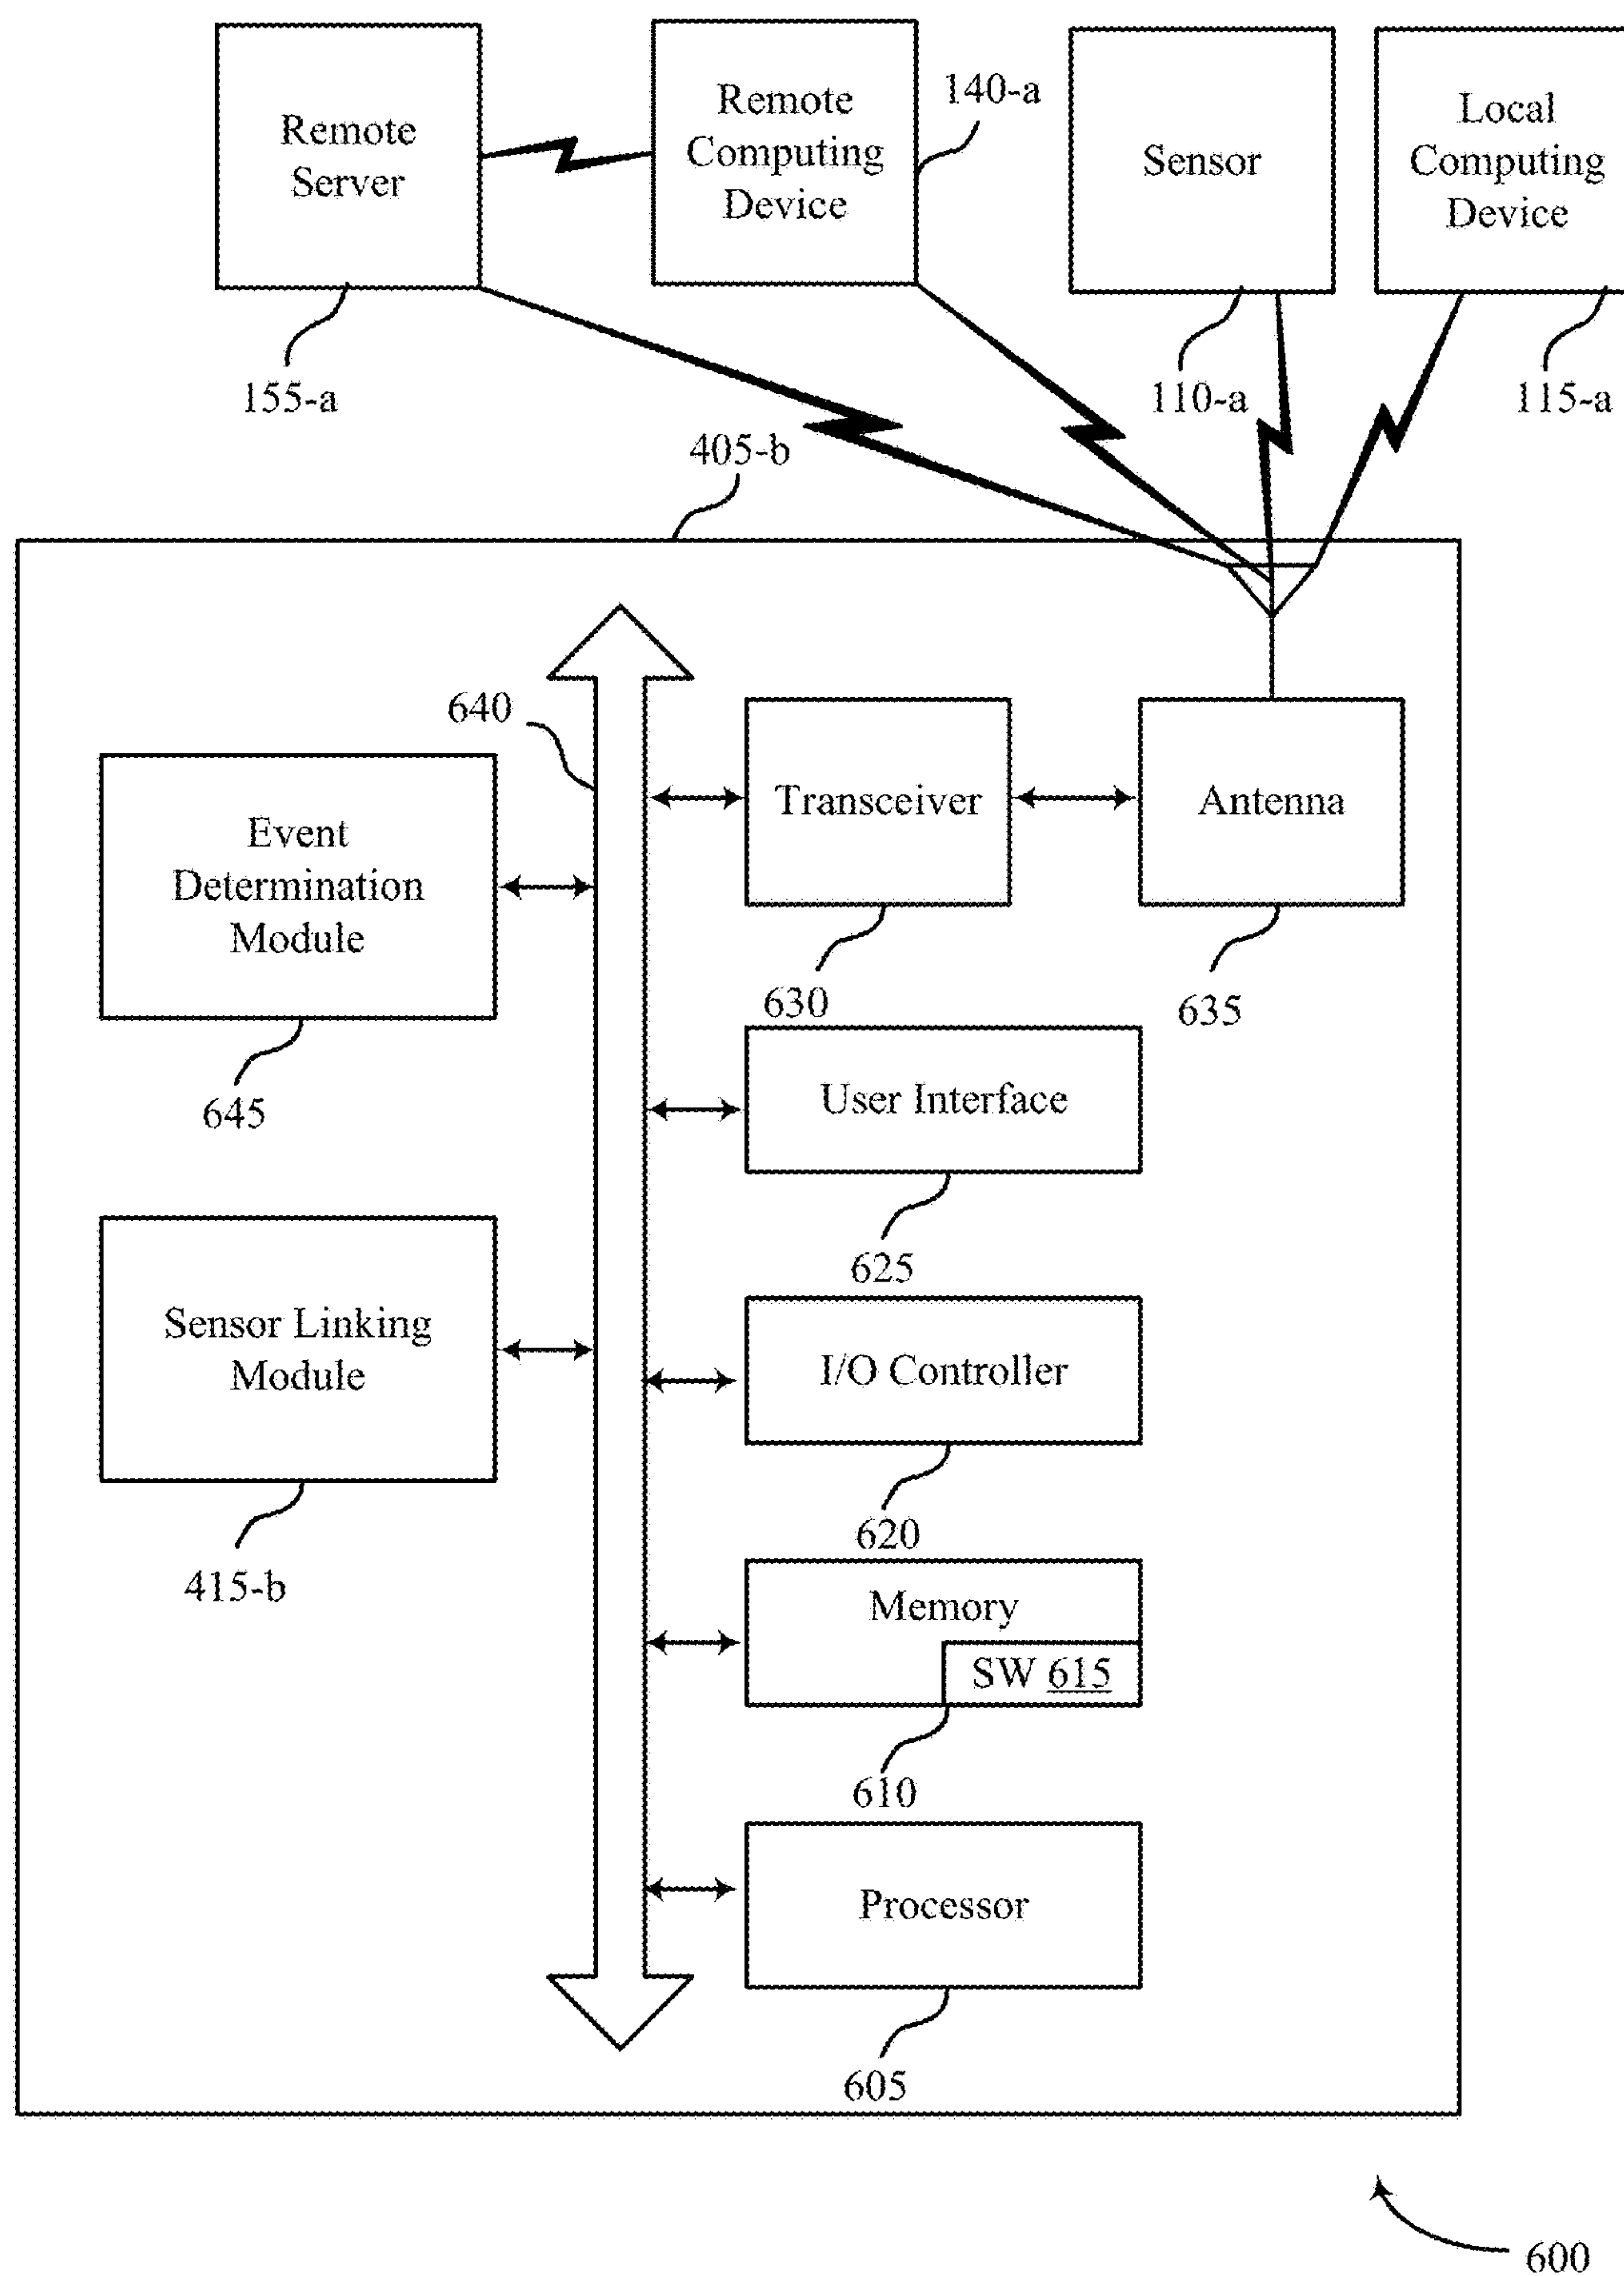 Remote
Server
Remote
Computing
Device
140-a
Sensor
Local
Computing
Device
155-a
110-a
115-a
405-b
640
Event
Determination
Module
645
Transceiver
630
Antenna
635
User Interface
625
Sensor Linking
Module
415-b
I/O Controller
620
Memory
SW 615
610
Processor
605
600